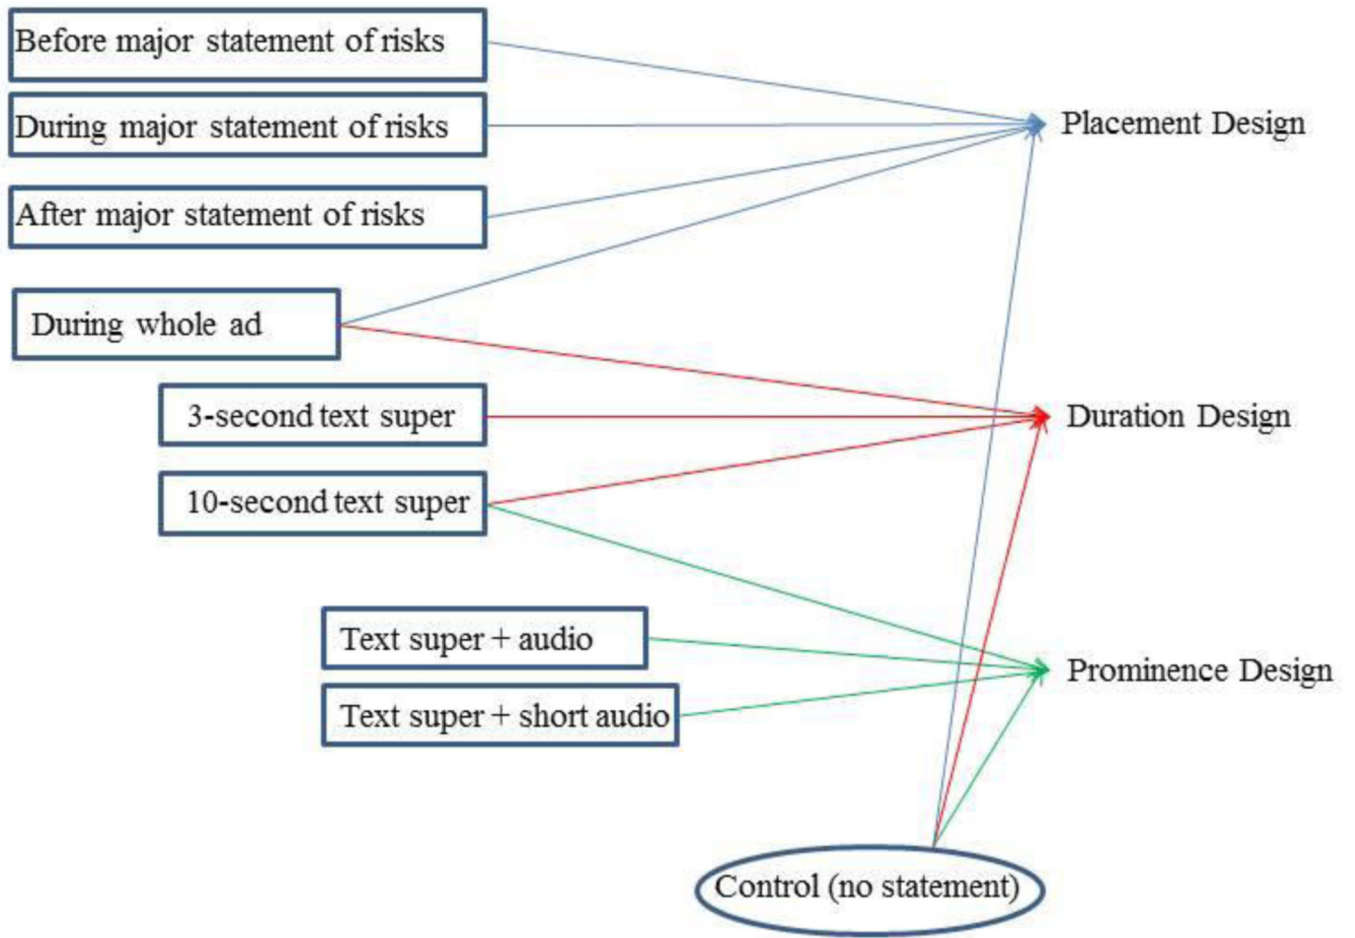 Before major statement of risks
During major statement of risks
Placement Design
After major statement of risks
During whole ad
3-second text super
Duration Design
10-second text super
Text super + audio
Prominence Design
Text super + short audio
Control (no statement)